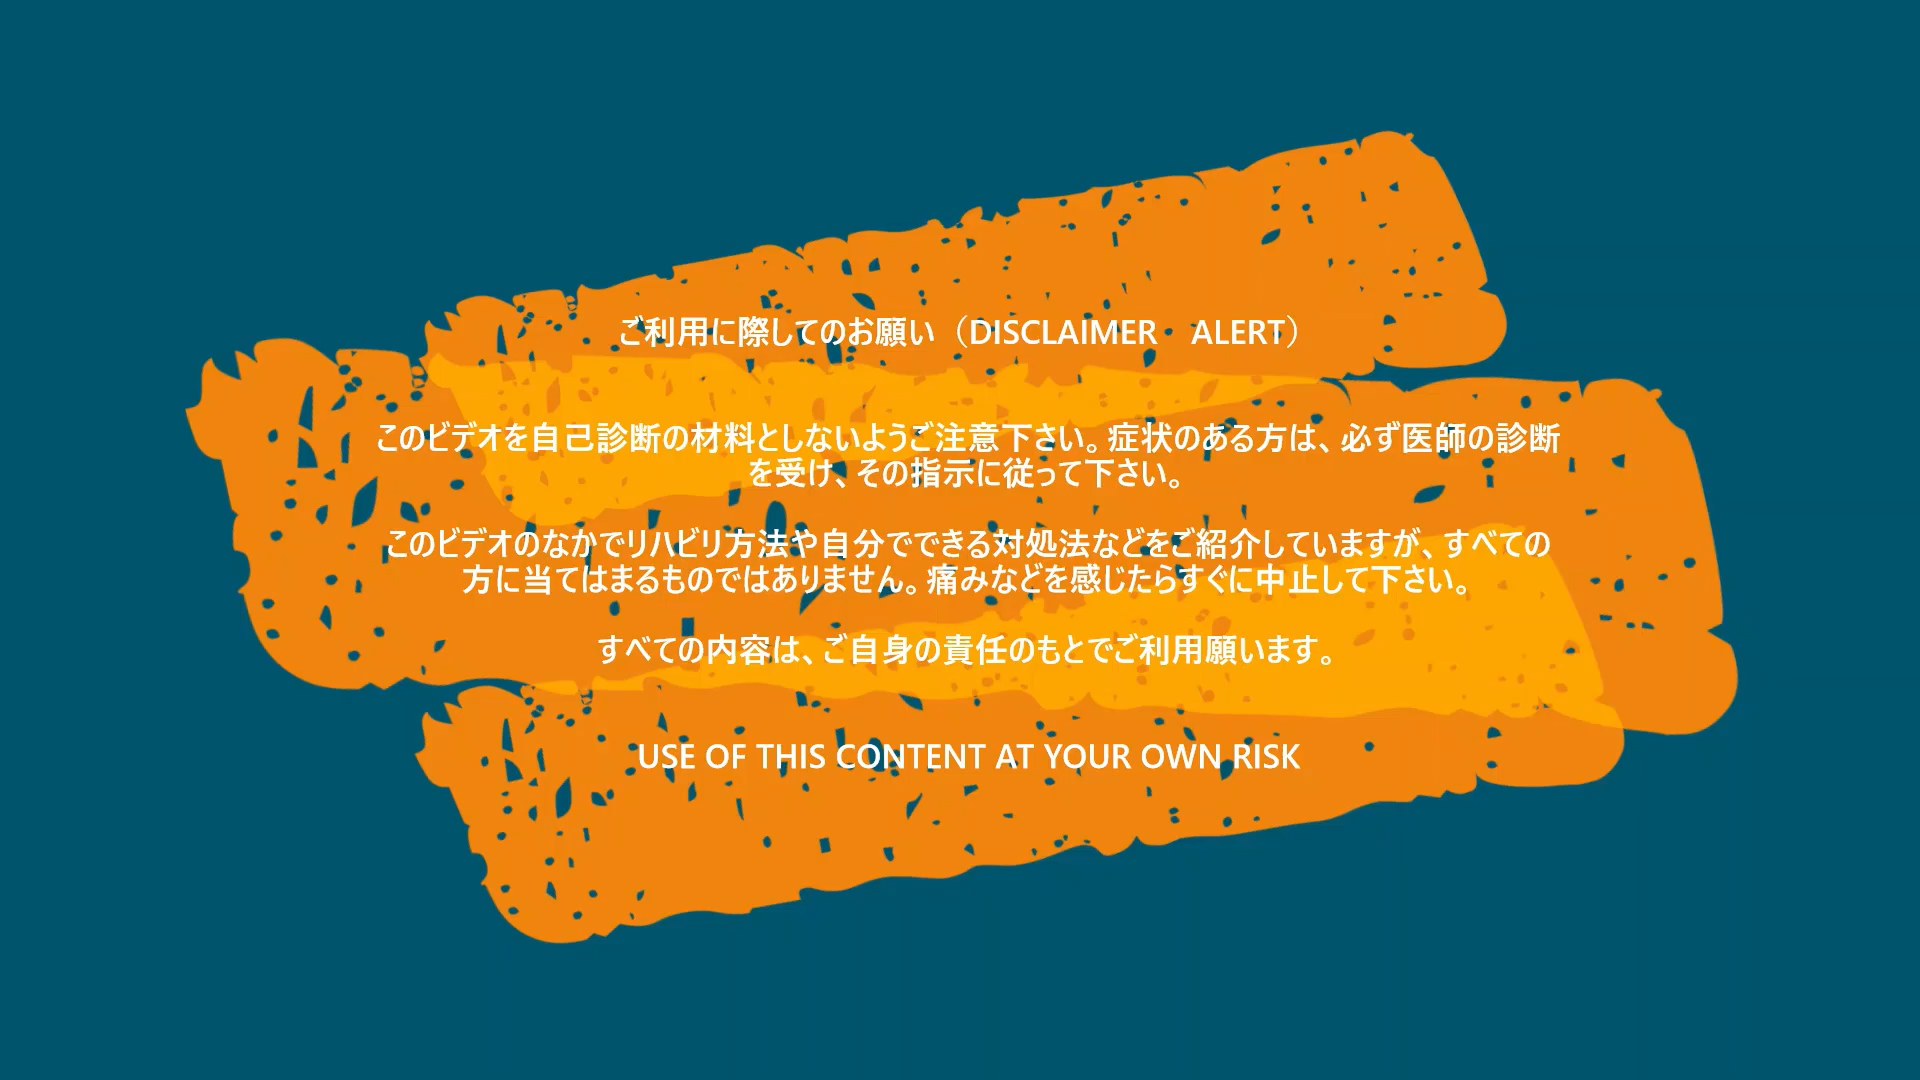 ご利用に際してのお願い（DISCLAIMER　ALERT）
このビデオを自己診断の材料としないようご注意下さい。症状のある方は、必ず医師の診断
を受け、その指示に従って下さい。
このビデオのなかでリハビリ方法や自分でできる対処法などをご紹介していますが、すべての
方に当てはまるものではありません。痛みなどを感じたらすぐに中止して下さい。
すべての内容は、ご自身の責任のもとでご利用願います。
USE OF THIS CONTENT AT YOUR OWN RISK